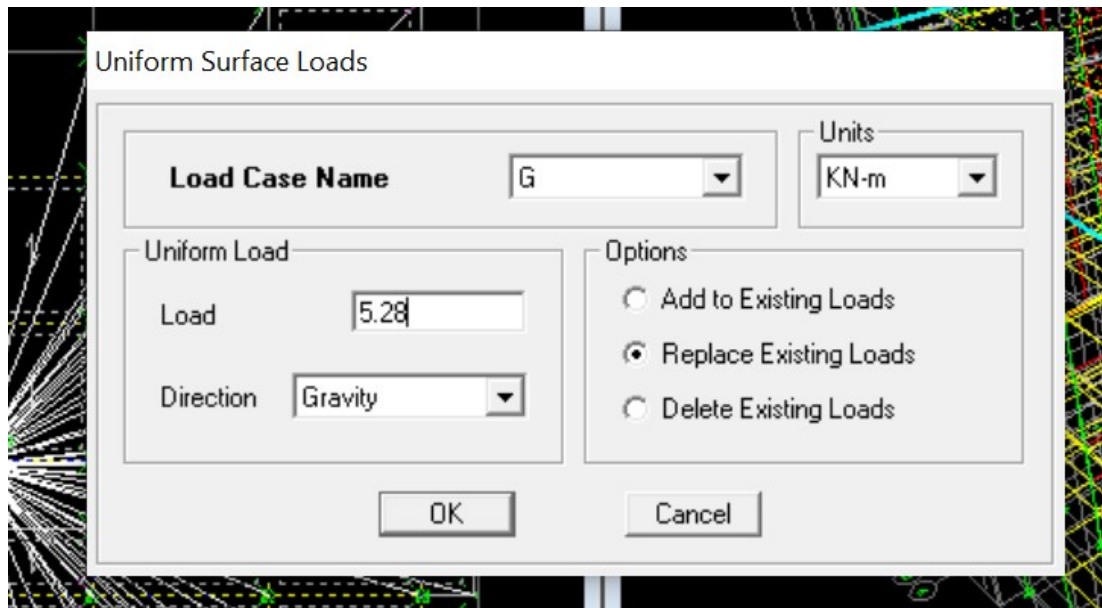 Uniform Surface Loads
Load Case Name G
Units
KN-m
Uniform Load
Load 5.28
Direction Gravity
Options
Add to Existing Loads
Replace Existing Loads
Delete Existing Loads
OK Cancel